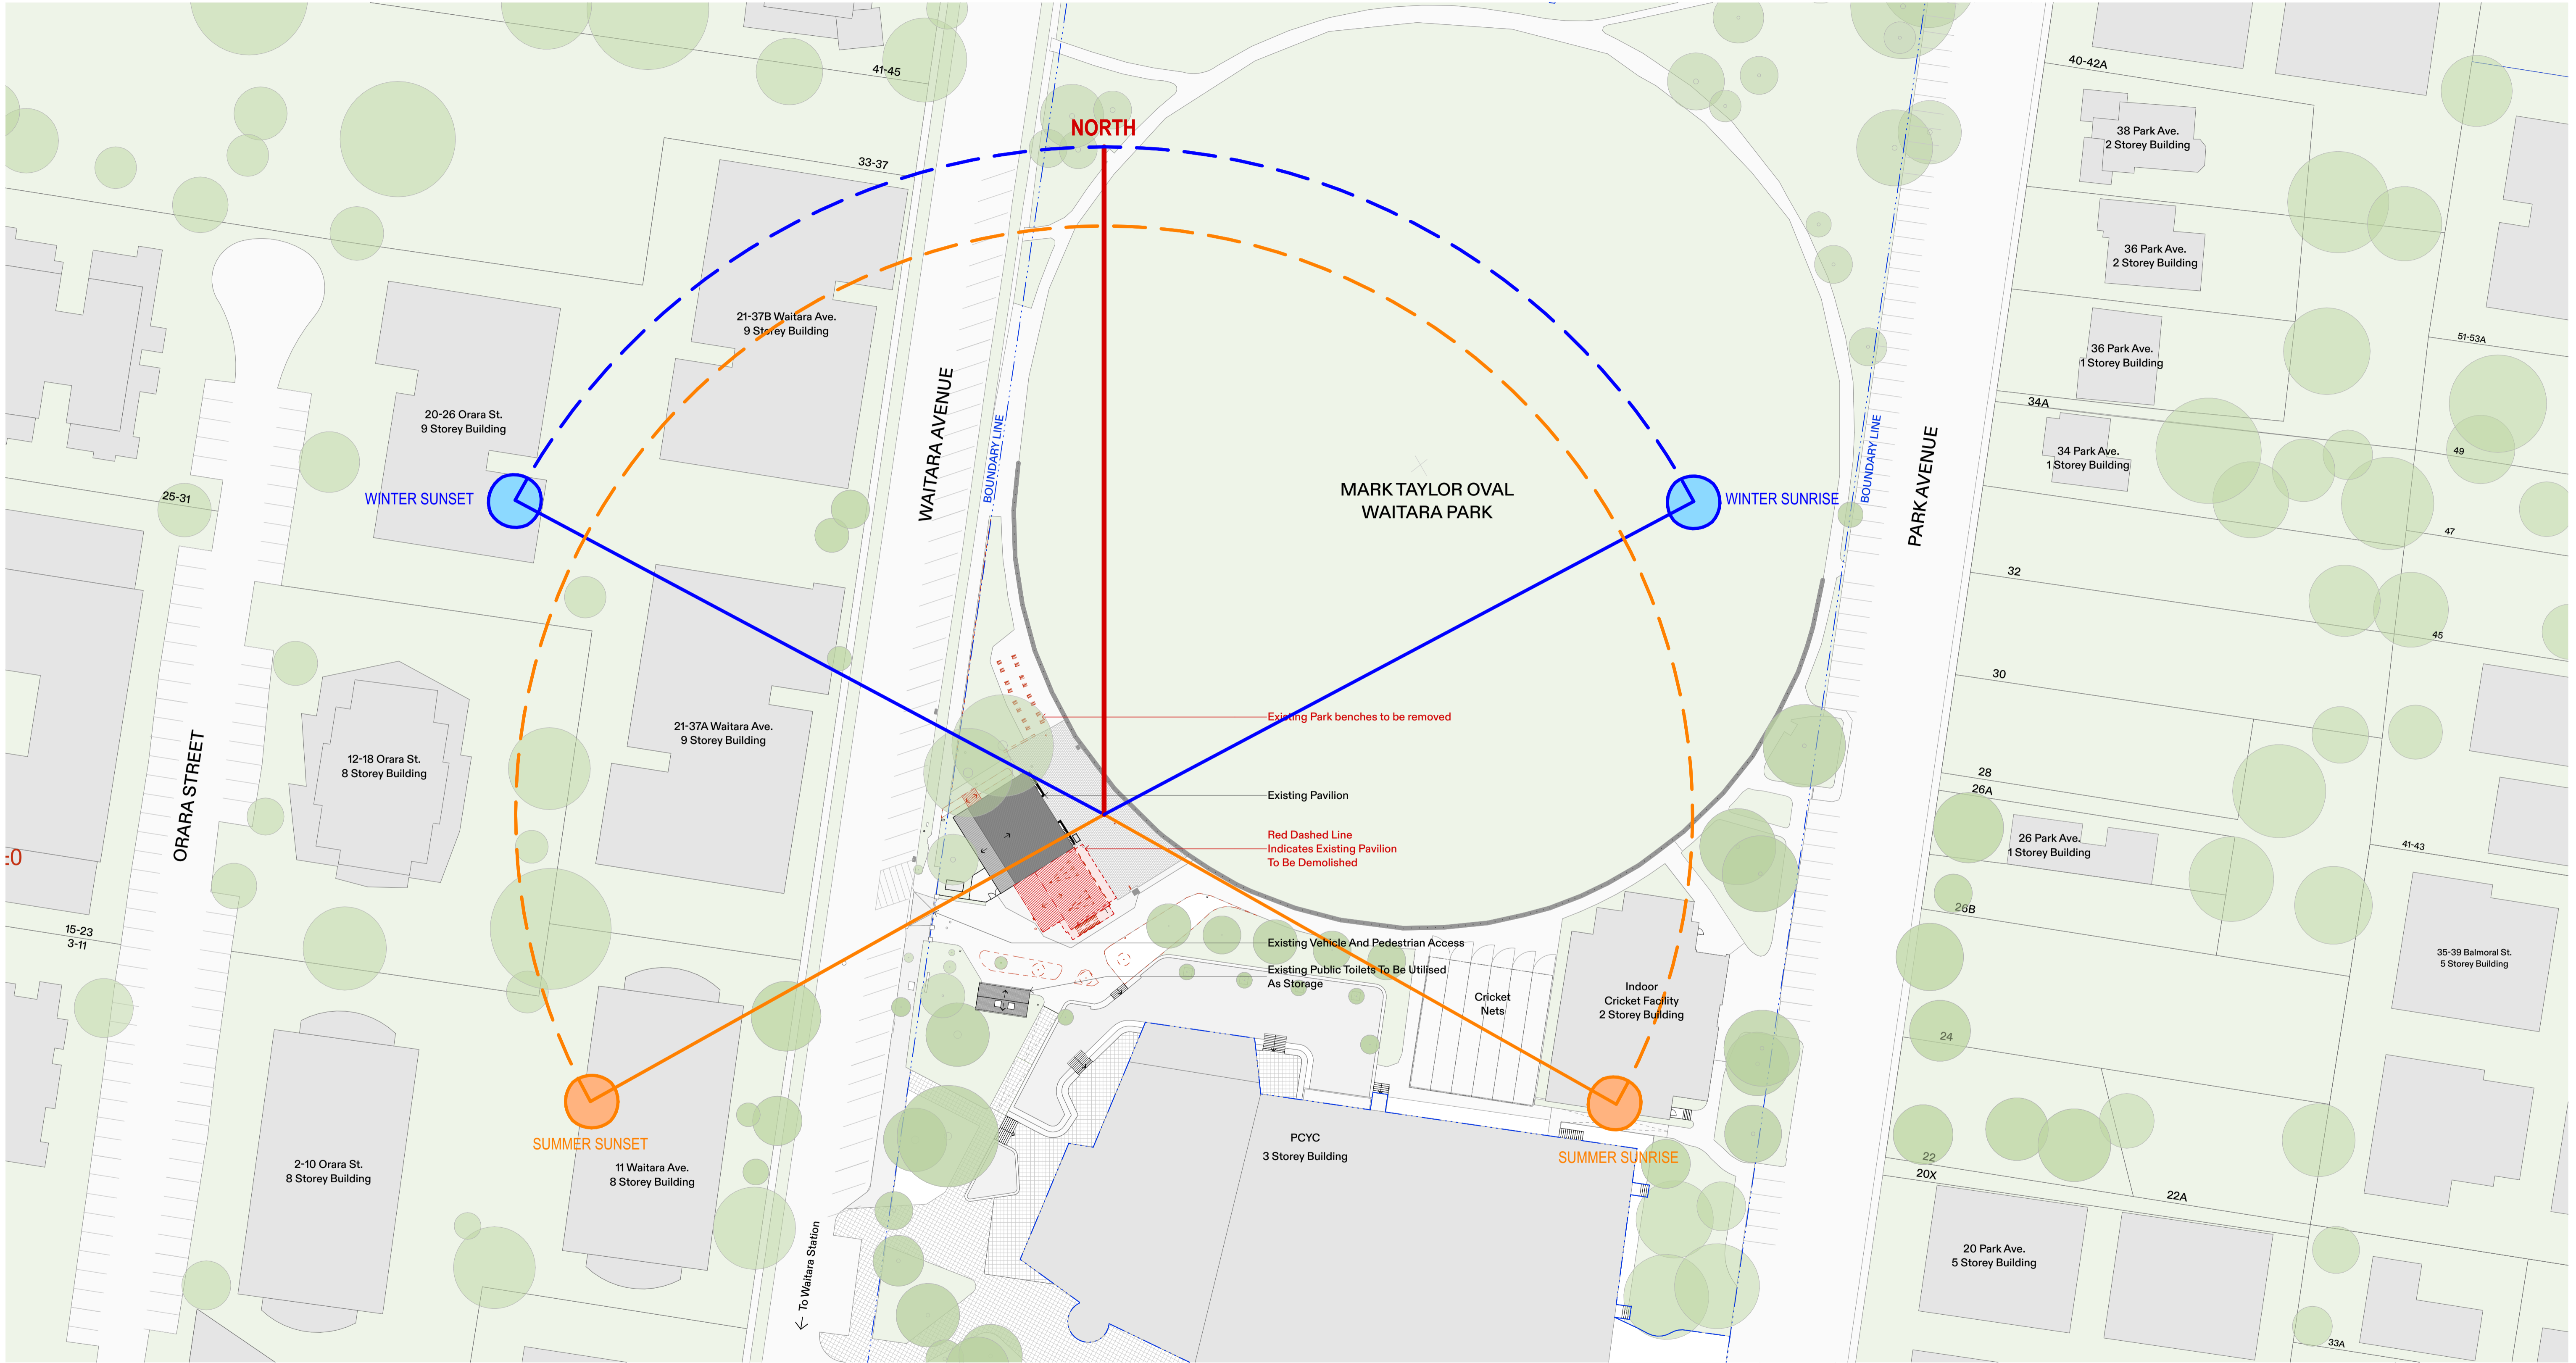 41-45
40-42A
NORTH
38 Park Ave.
2 Storey Building
33-37
36 Park Ave.
2 Storey Building
21-37B Waitara Ave.
9 Storey Building
51-53A
36 Park Ave.
1 Storey Building
34A
20-26 Orara St.
9 Storey Building
WAITARA AVENUE
BOUNDARY LINE
BOUNDARY LINE
PARK AVENUE
34 Park Ave.
1 Storey Building
49
25-31
WINTER SUNSET
MARK TAYLOR OVAL
WAITARA PARK
WINTER SUNRISE
47
32
45
30
Existing Park benches to be removed
21-37A Waitara Ave.
9 Storey Building
12-18 Orara St.
8 Storey Building
ORARA STREET
28
26A
Existing Pavilion
Red Dashed Line
Indicates Existing Pavilion
To Be Demolished
26 Park Ave.
1 Storey Building
41-43
26B
15-23
3-11
Existing Vehicle And Pedestrian Access
Existing Public Toilets To Be Utilised
As Storage
35-39 Balmoral St.
5 Storey Building
Cricket
Nets
Indoor
Cricket Facility
2 Storey Building
24
SUMMER SUNSET
PCYC
3 Storey Building
SUMMER SUNRISE
22
20X
22A
2-10 Orara St.
8 Storey Building
11 Waitara Ave.
8 Storey Building
To Waitara Station
20 Park Ave.
5 Storey Building
33A